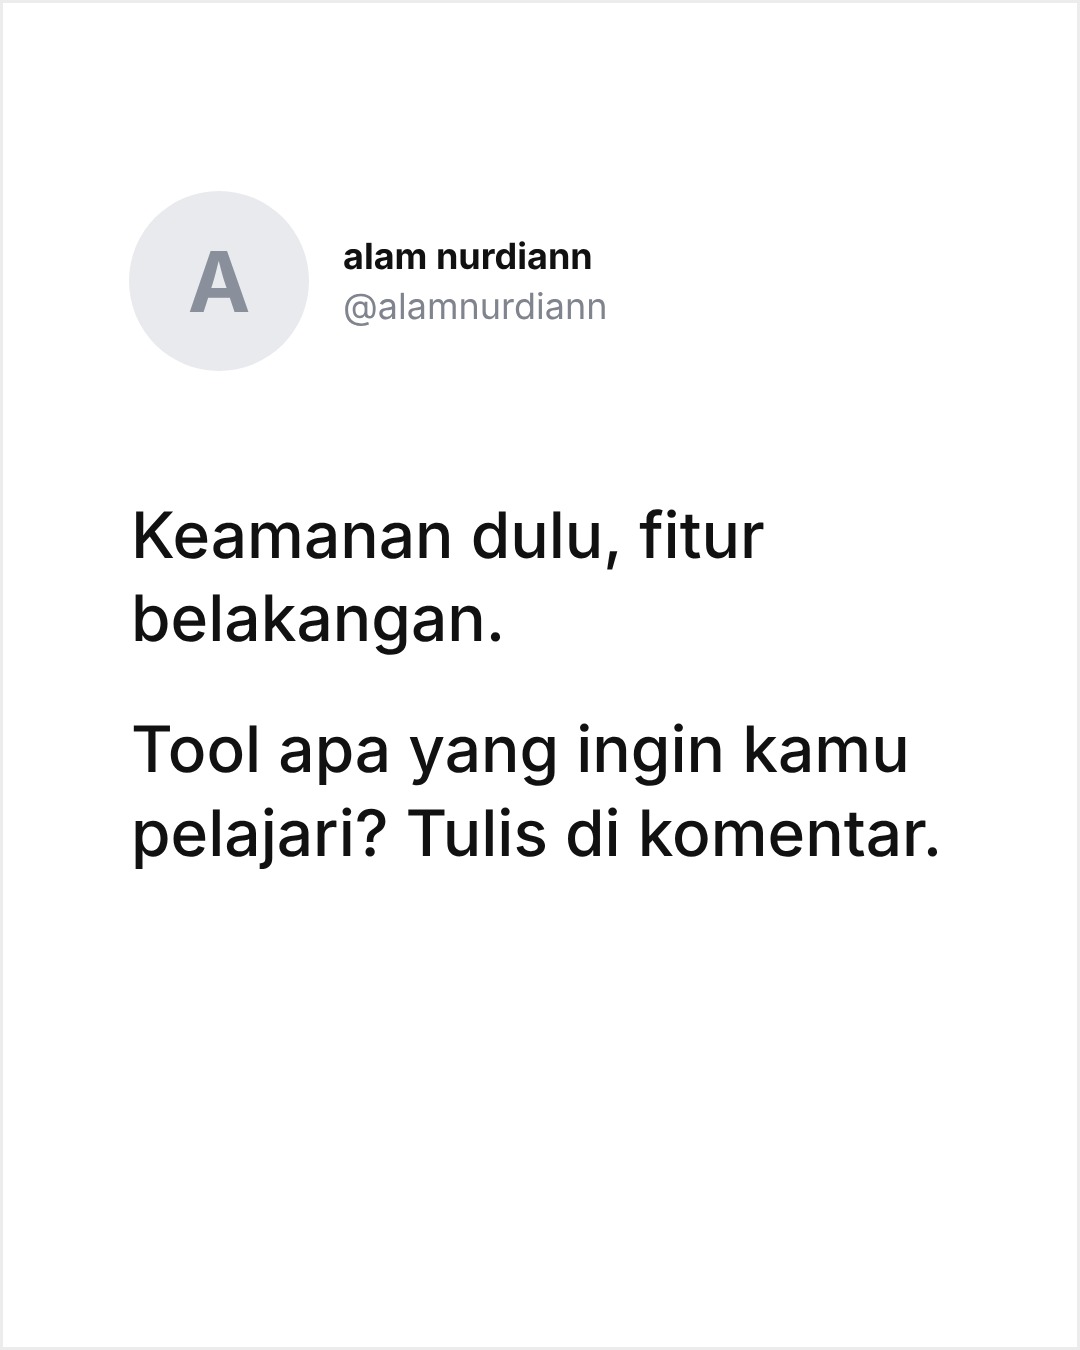 A
alam nurdiann
@alamnurdiann
Keamanan dulu, fitur
belakangan.
Tool apa yang ingin kamu
pelajari? Tulis di komentar.